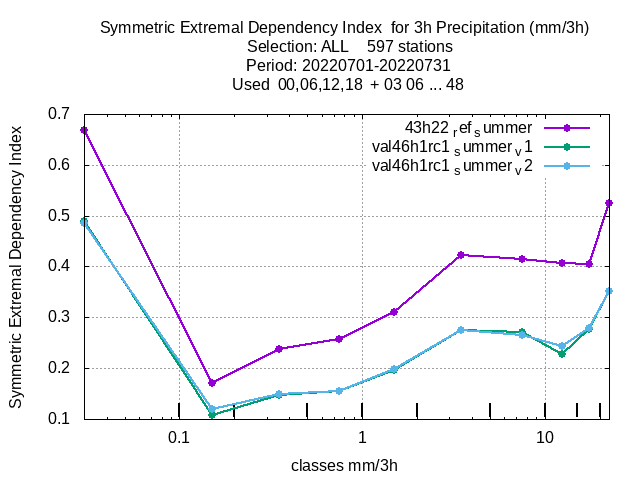 Symmetric Extremal Dependency Index  for 3h Precipitation (mm/3h)
Selection: ALL    597 stations
Period: 20220701-20220731
Used  00,06,12,18  + 03 06 ... 48
43h22 ref summer
val46h1rc1 summer v1
val46h1rc1 summer v2
Symmetric Extremal Dependency Index
0.7
0.6
0.5
0.4
0.3
0.2
0.1
0.1 1 10
classes mm/3h